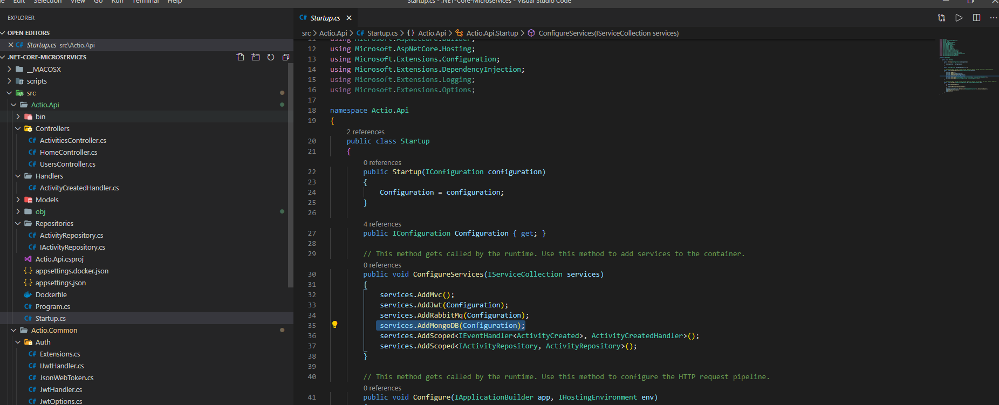 Edit Selection View Go Run Terminal Help
Startup.cs - .NET-Core-Microservices - Visual Studio Code
EXPLORER
OPEN EDITORS
Startup.cs src\Actio.Api
.NET-CORE-MICROSERVICES
__MACOSX
scripts
src
Actio.Api
bin
Controllers
C# ActivitiesController.cs
C# HomeController.cs
C# UsersController.cs
Handlers
C# ActivityCreatedHandler.cs
Models
obj
Repositories
C# ActivityRepository.cs
C# IActivityRepository.cs
Actio.Api.csproj
{..} appsettings.docker.json
{..} appsettings.json
Dockerfile
C# Program.cs
C# Startup.cs
Actio.Common
Auth
C# Extensions.cs
C# IJwtHandler.cs
C# JsonWebToken.cs
C# JwtHandler.cs
C# JwtOptions.cs
C# Startup.cs
src > Actio.Api > C# Startup.cs > {} Actio.Api > Actio.Api.Startup > ConfigureServices(IServiceCollection services)
11 using Microsoft.AspNetCore.Builder;
12 using Microsoft.AspNetCore.Hosting;
13 using Microsoft.Extensions.Configuration;
14 using Microsoft.Extensions.DependencyInjection;
15 using Microsoft.Extensions.Logging;
16 using Microsoft.Extensions.Options;
17
18 namespace Actio.Api
19 {
2 references
20 public class Startup
21 {
0 references
22 public Startup(IConfiguration configuration)
23 {
24 Configuration = configuration;
25 }
26
4 references
27 public IConfiguration Configuration { get; }
28
29 // This method gets called by the runtime. Use this method to add services to the container.
0 references
30 public void ConfigureServices(IServiceCollection services)
31 {
32 services.AddMvc();
33 services.AddJwt(Configuration);
34 services.AddRabbitMq(Configuration);
35 services.AddMongoDB(Configuration);
36 services.AddScoped<IEventHandler<ActivityCreated>, ActivityCreatedHandler>();
37 services.AddScoped<IActivityRepository, ActivityRepository>();
38 }
39
40 // This method gets called by the runtime. Use this method to configure the HTTP request pipeline.
0 references
41 public void Configure(IApplicationBuilder app, IHostingEnvironment env)